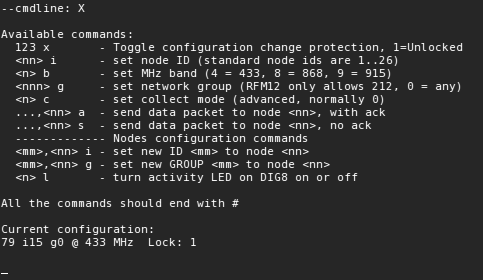 --cmdline: X
Available commands:
123 x - Toggle configuration change protection, 1=Unlocked
<nn> i - set node ID (standard node ids are 1..26)
<n> b - set MHz band (4 = 433, 8 = 868, 9 = 915)
<nnn> g - set network group (RFM12 only allows 212, 0 = any)
<n> c - set collect mode (advanced, normally 0)
...,<nn> a - send data packet to node <nn>, with ack
...,<nn> s - send data packet to node <nn>, no ack
------------- Nodes configuration commands
<mm>,<nn> i - set new ID <mm> to node <nn>
<mm>,<nn> g - set new GROUP <mm> to node <nn>
<n> l - turn activity LED on DIG8 on or off
All the commands should end with #
Current configuration:
79 i15 g0 @ 433 MHz Lock: 1
_